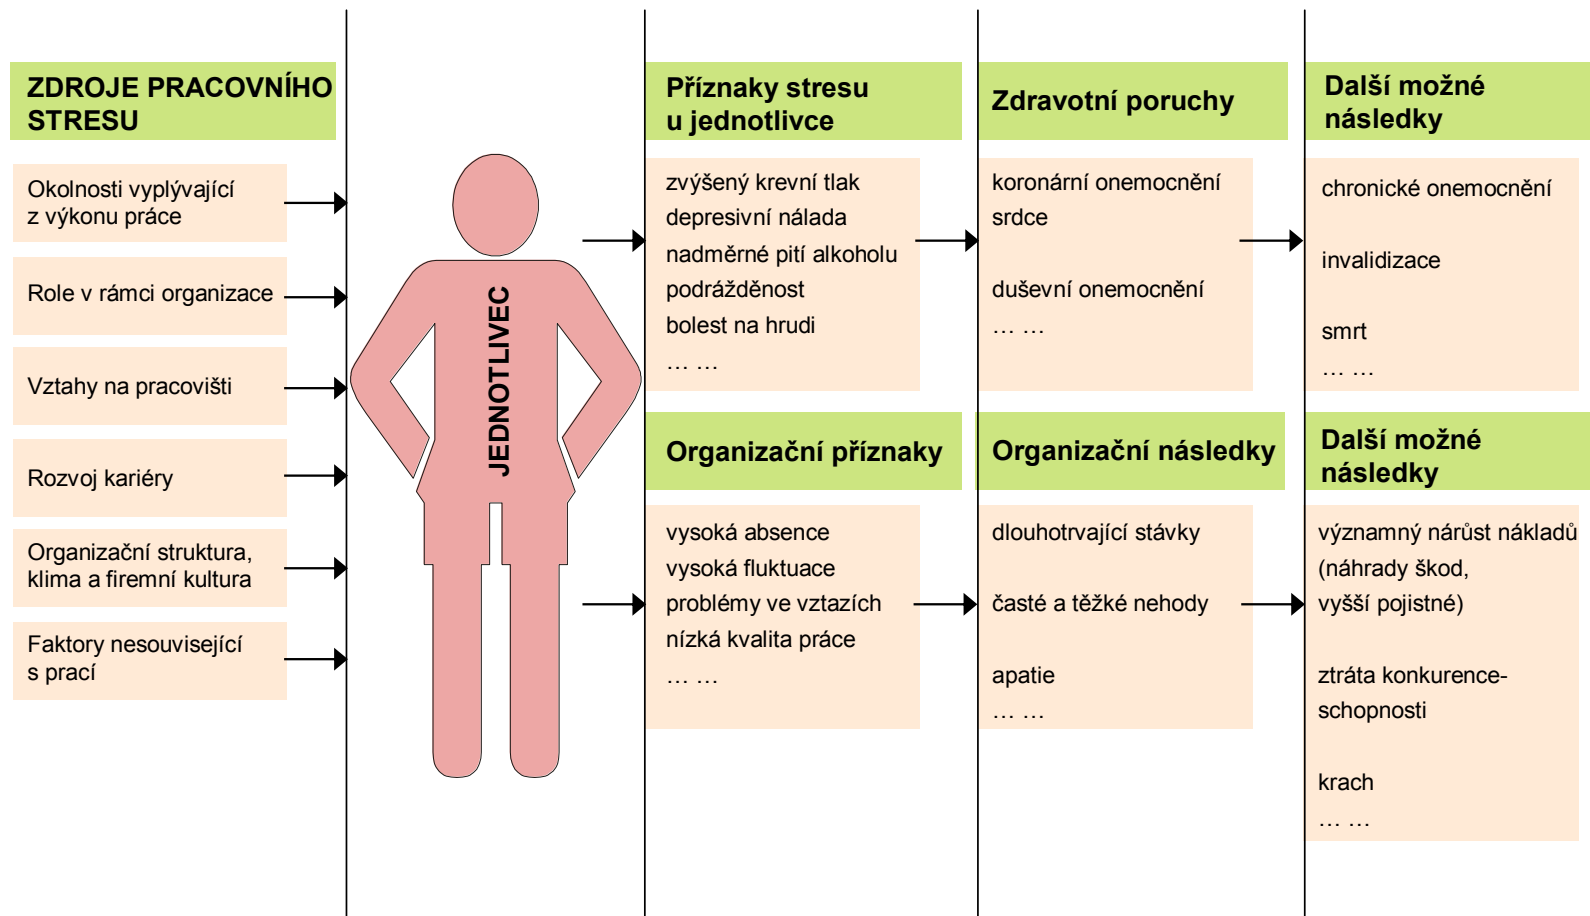 ZDROJE PRACOVNÍHO
STRESU
Okolnosti vyplývající
z výkonu práce
Role v rámci organizace
Vztahy na pracovišti
Rozvoj kariéry
Organizační struktura,
klima a firemní kultura
Faktory nesouvisející
s prací
JEDNOTLIVEC
Příznaky stresu
u jednotlivce
zvýšený krevní tlak
depresivní nálada
nadměrné pití alkoholu
podrážděnost
bolest na hrudi
… …
Zdravotní poruchy
koronární onemocnění
srdce
duševní onemocnění
… …
Další možné
následky
chronické onemocnění
invalidizace
smrt
… …
Organizační příznaky
vysoká absence
vysoká fluktuace
problémy ve vztazích
nízká kvalita práce
… …
Organizační následky
dlouhotrvající stávky
časté a těžké nehody
apatie
… …
Další možné
následky
významný nárůst nákladů
(náhrady škod,
vyšší pojistné)
ztráta konkurence-
schopnosti
krach
… …